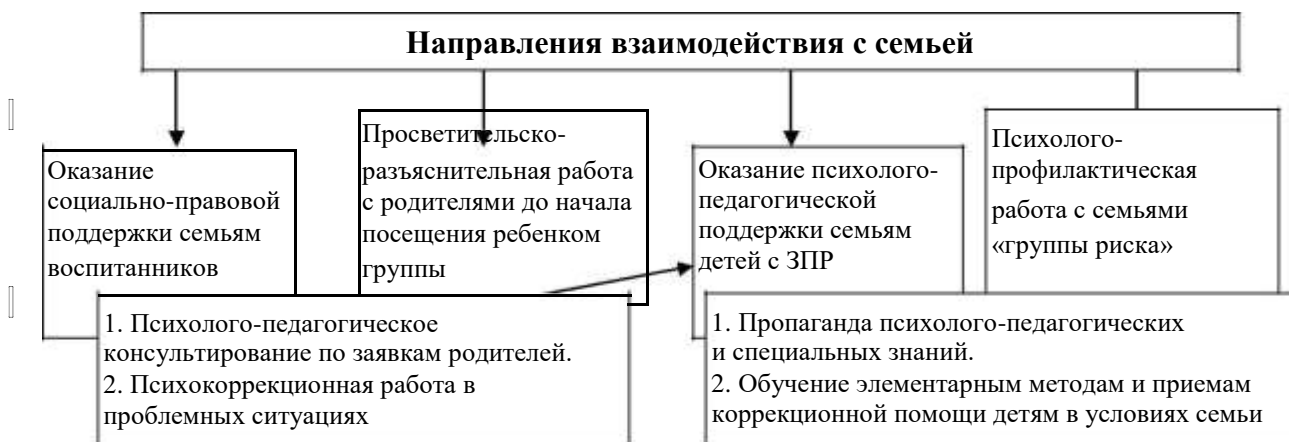 Направления взаимодействия с семьей
Оказание
социально-правовой
поддержки семьям
воспитанников
Просветительско-
разъяснительная работа
с родителями до начала
посещения ребенком
группы
Оказание психолого-
педагогической
поддержки семьям
детей с ЗПР
Психолого-
профилактическая
работа с семьями
«группы риска»
1. Психолого-педагогическое
консультирование по заявкам родителей.
2. Психокоррекционная работа в
проблемных ситуациях
1. Пропаганда психолого-педагогических
и специальных знаний.
2. Обучение элементарным методам и приемам
коррекционной помощи детям в условиях семьи